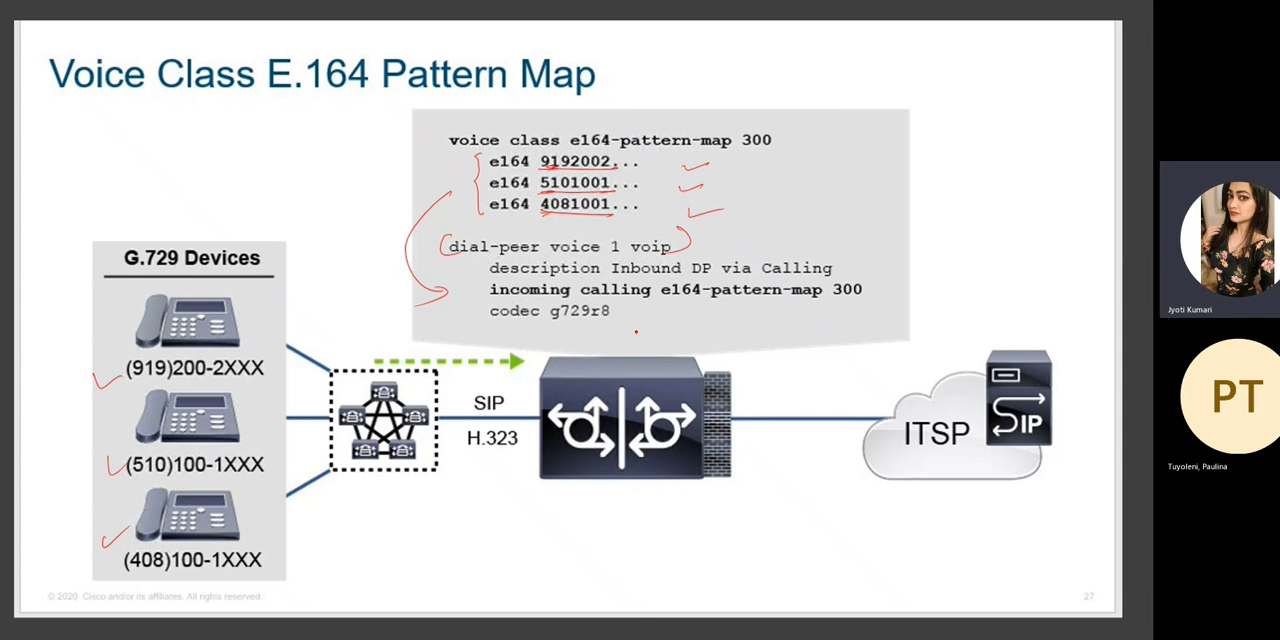 Voice Class E.164 Pattern Map
voice class e164-pattern-map 300
e164 9192002...
e164 5101001...
e164 4081001...
dial-peer voice 1 voip
description Inbound DP via Calling
incoming calling e164-pattern-map 300
codec g729r8
G.729 Devices
(919)200-2XXX
(510)100-1XXX
(408)100-1XXX
SIP
H.323
ITSP
SIP
© 2020 Cisco and/or its affiliates. All rights reserved.
27
Jyoti Kumari
PT
Tuyoleni, Paulina